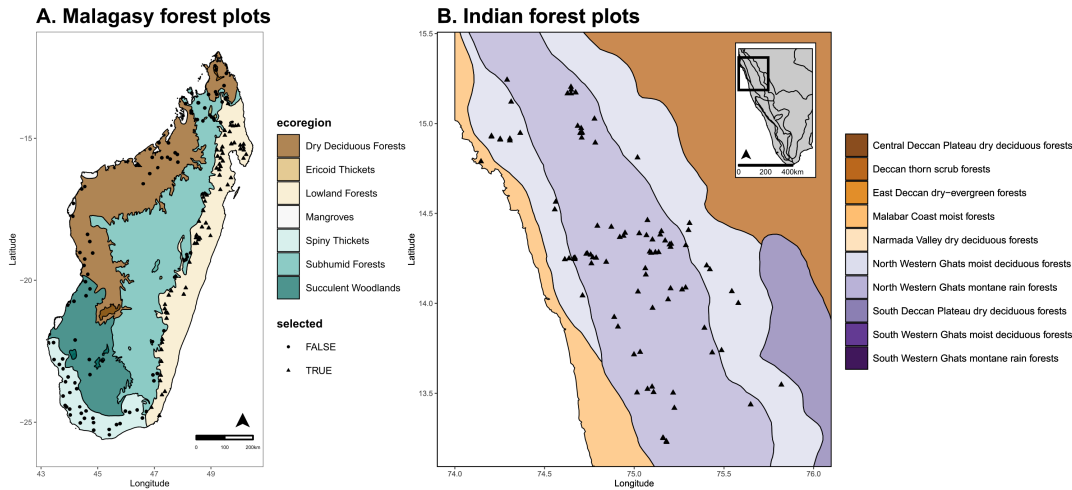 A. Malagasy forest plots
−15
−20
−25
43
45
47
49
Longitude
Latitude
0
100
200km
ecoregion
Dry Deciduous Forests
Ericoid Thickets
Lowland Forests
Mangroves
Spiny Thickets
Subhumid Forests
Succulent Woodlands
selected
FALSE
TRUE
B. Indian forest plots
15.5
15.0
14.5
14.0
13.5
74.0
74.5
75.0
75.5
76.0
Longitude
Latitude
0
200
400km
Central Deccan Plateau dry deciduous forests
Deccan thorn scrub forests
East Deccan dry−evergreen forests
Malabar Coast moist forests
Narmada Valley dry deciduous forests
North Western Ghats moist deciduous forests
North Western Ghats montane rain forests
South Deccan Plateau dry deciduous forests
South Western Ghats moist deciduous forests
South Western Ghats montane rain forests